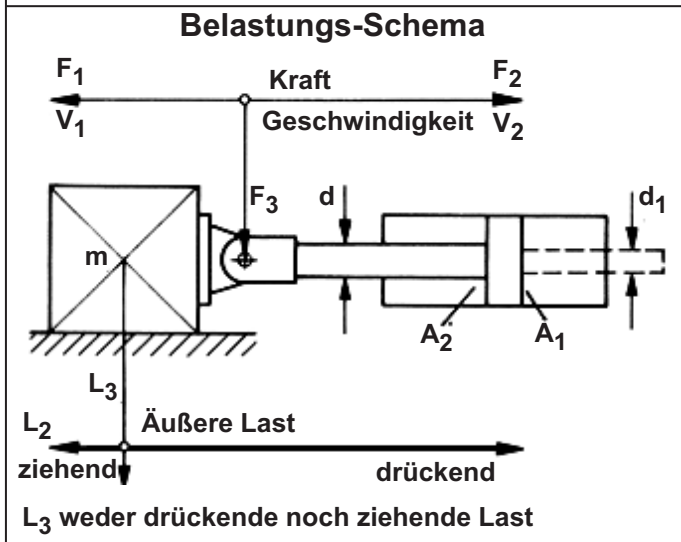 Belastungs-Schema
F1 Kraft F2
V1 Geschwindigkeit V2
F3 d d1
m
A2 A1
L3
L2 Äußere Last
ziehend drückend
L3 weder drückende noch ziehende Last